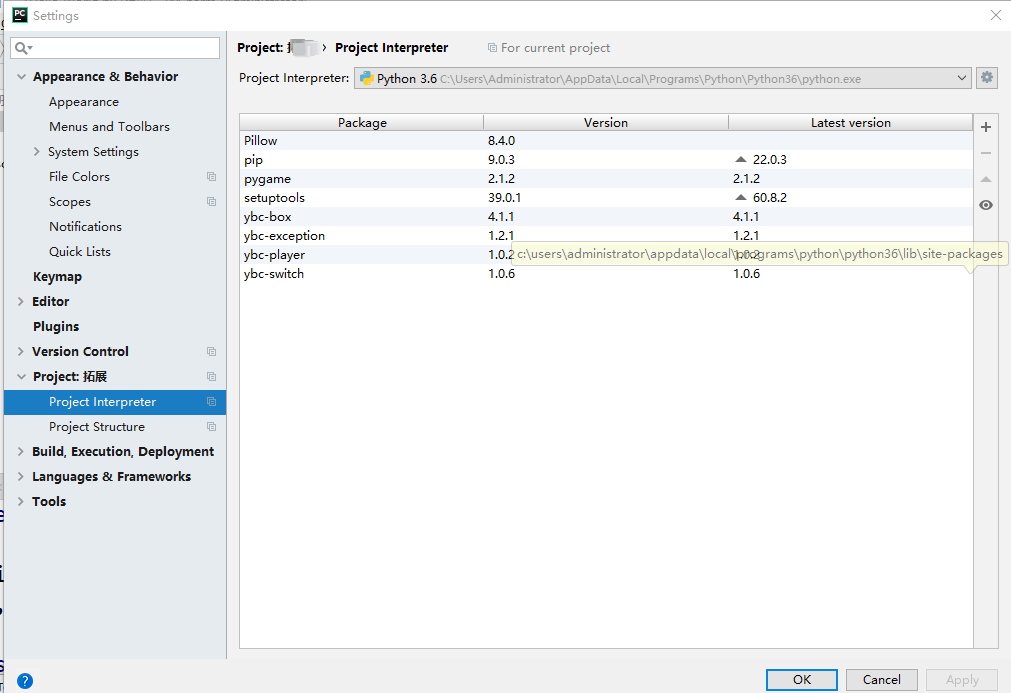 PC Settings
Project: › Project Interpreter For current project
Project Interpreter: Python 3.6 C:\Users\Administrator\AppData\Local\Programs\Python\Python36\python.exe
Appearance & Behavior
Appearance
Menus and Toolbars
System Settings
File Colors
Scopes
Notifications
Quick Lists
Keymap
Editor
Plugins
Version Control
Project: 拓展
Project Interpreter
Project Structure
Build, Execution, Deployment
Languages & Frameworks
Tools
Package Version Latest version
Pillow 8.4.0
pip 9.0.3 22.0.3
pygame 2.1.2 2.1.2
setuptools 39.0.1 60.8.2
ybc-box 4.1.1 4.1.1
ybc-exception 1.2.1 1.2.1
ybc-player 1.0.2 1.0.2
c:\users\administrator\appdata\local\programs\python\python36\lib\site-packages
ybc-switch 1.0.6 1.0.6
?
OK Cancel Apply